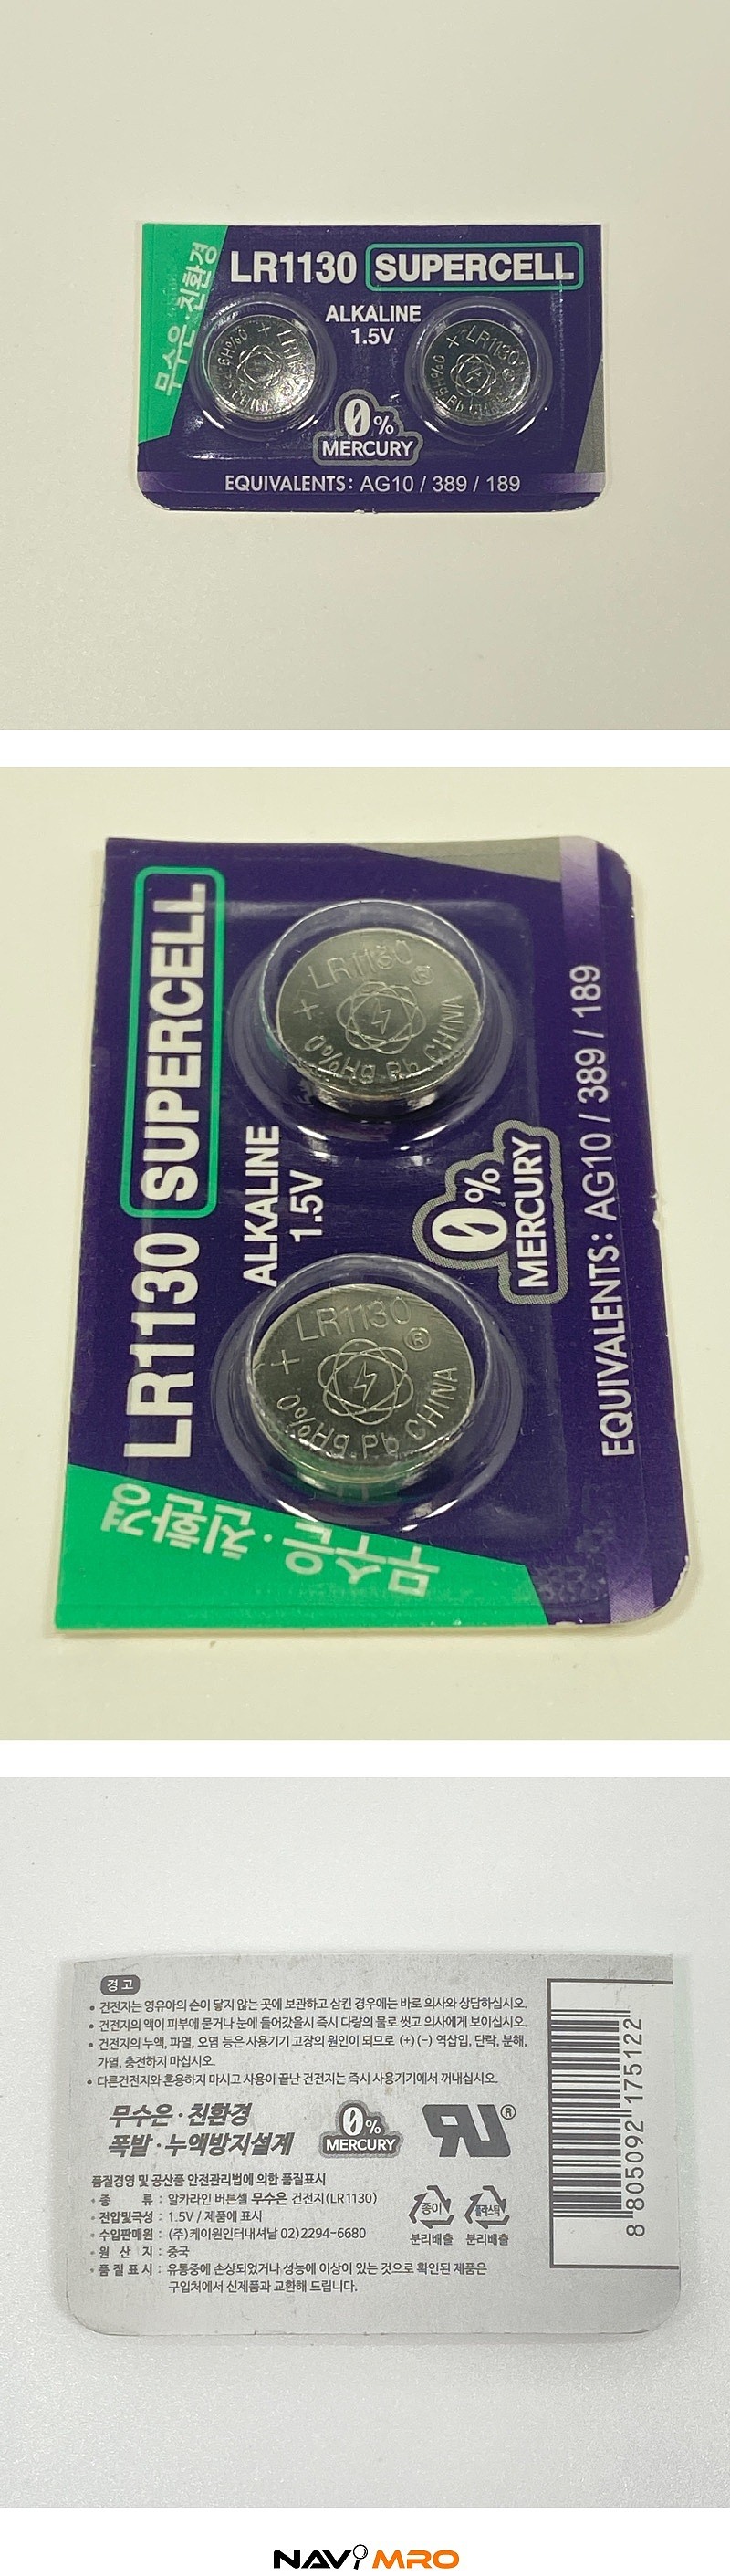 무수은·친환경
LR1130 SUPERCELL
ALKALINE
1.5V
LR1130
0%
MERCURY
EQUIVALENTS: AG10 / 389 / 189
LR1130 SUPERCELL
ALKALINE
1.5V
LR1130 ®
+
0%Hg Pb CHINA
LR1130 ®
+
0%Hg Pb CHINA
0%
MERCURY
EQUIVALENTS: AG10 / 389 / 189
무수은·친환경
경고
• 건전지는 영유아의 손이 닿지 않는 곳에 보관하고 삼킨 경우에는 바로 의사와 상담하십시오.
• 건전지의 액이 피부에 묻거나 눈에 들어갔을시 즉시 다량의 물로 씻고 의사에게 보이십시오.
• 건전지의 누액, 파열, 오염 등은 사용기기 고장의 원인이 되므로 (+)(-) 역삽입, 단락, 분해,
가열, 충전하지 마십시오.
• 다른건전지와 혼용하지 마시고 사용이 끝난 건전지는 즉시 사용기기에서 꺼내십시오.
무수은·친환경
폭발·누액방지설계
0%
MERCURY
®
품질경영 및 공산품 안전관리법에 의한 품질표시
• 종 류 : 알카라인 버튼셀 무수은 건전지(LR1130)
• 전압및극성 : 1.5V / 제품에 표시
• 수입판매원 : (주)케이원인터내셔날 02)2294-6680
• 원 산 지 : 중국
• 품질표시 : 유통중에 손상되었거나 성능에 이상이 있는 것으로 확인된 제품은
구입처에서 신제품과 교환해 드립니다.
종이
플라스틱
분리배출
분리배출
8 805092 175122
NAVIMRO